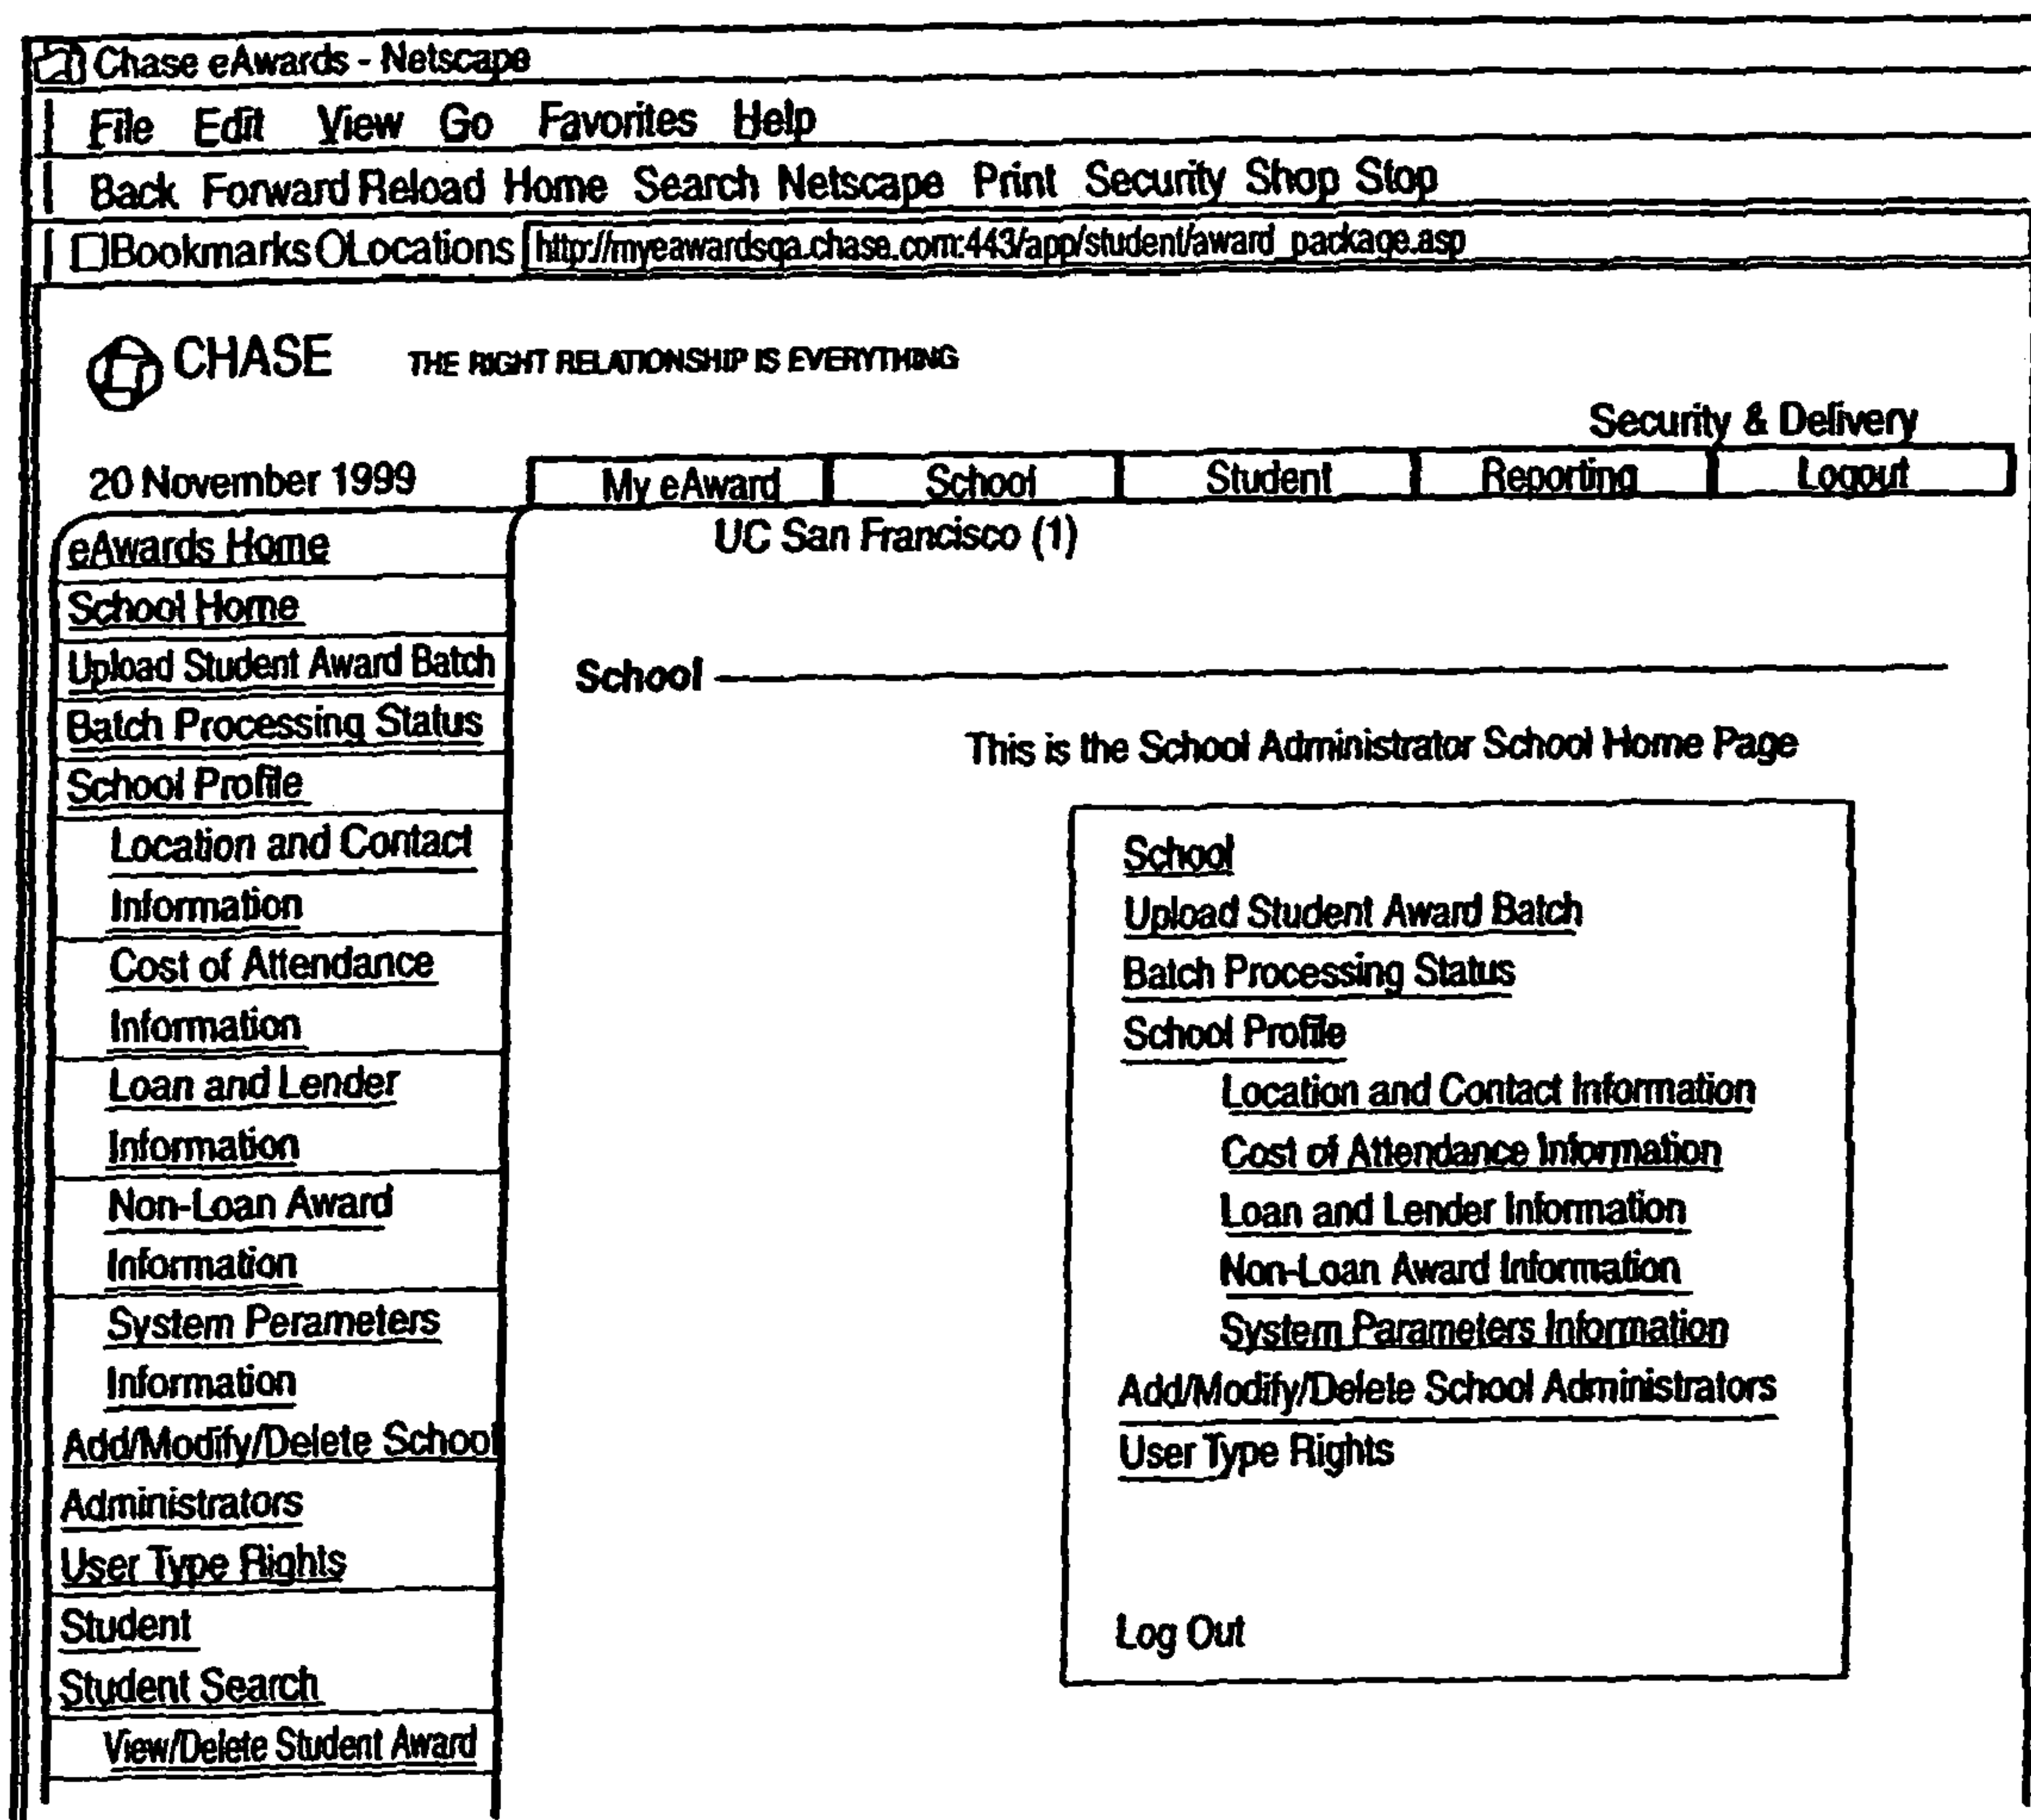 Chase eAwards - Netscape
File Edit View Go Favorites Help
Back Forward Reload Home Search Netscape Print Security Shop Stop
Bookmarks Locations http://myeawardsqa.chase.com:443/app/student/award_package.asp
CHASE THE RIGHT RELATIONSHIP IS EVERYTHING
Security & Delivery
20 November 1999 My eAward School Student Reporting Logout
UC San Francisco (1)
eAwards Home
School Home
Upload Student Award Batch
Batch Processing Status
School Profile
Location and Contact
Information
Cost of Attendance
Information
Loan and Lender
Information
Non-Loan Award
Information
System Perameters
Information
Add/Modify/Delete School
Administrators
User Type Rights
Student
Student Search
View/Delete Student Award
School
This is the School Administrator School Home Page
School
Upload Student Award Batch
Batch Processing Status
School Profile
Location and Contact Information
Cost of Attendance Information
Loan and Lender Information
Non-Loan Award Information
System Parameters Information
Add/Modify/Delete School Administrators
User Type Rights
Log Out